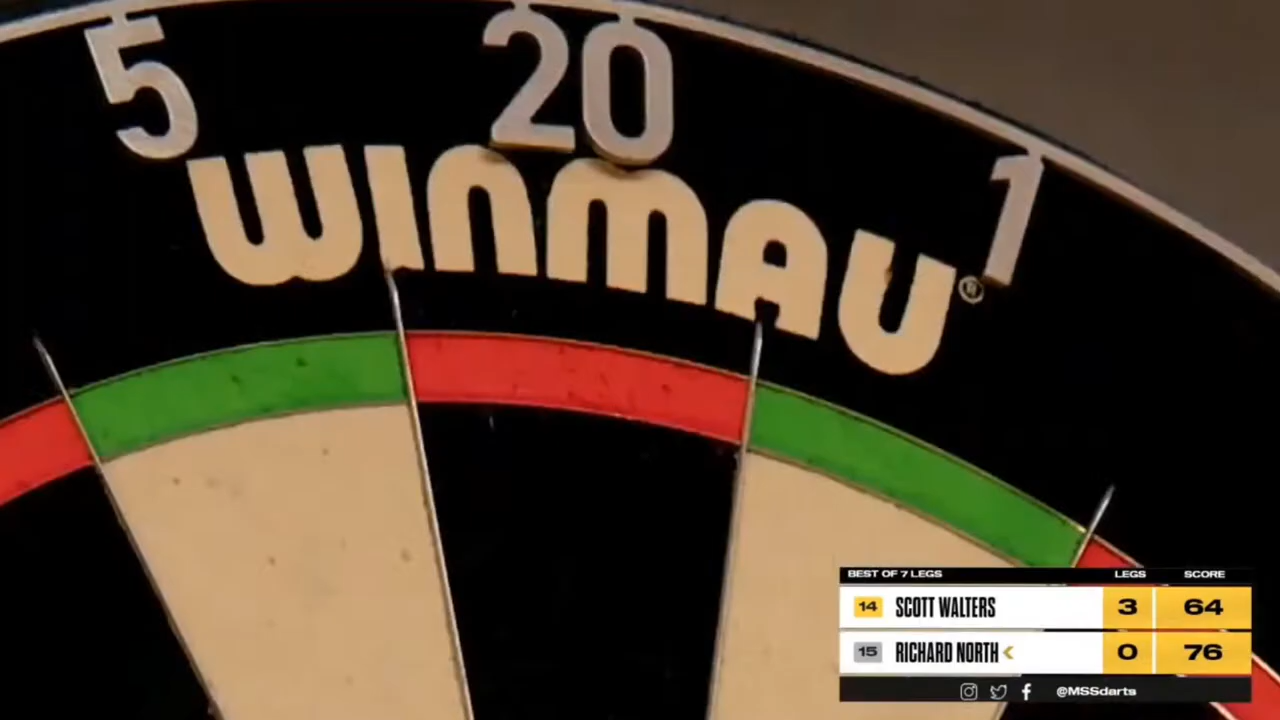 5 20 1
WINMAU®
BEST OF 7 LEGS LEGS SCORE
14 SCOTT WALTERS 3 64
15 RICHARD NORTH < 0 76
@MSSdarts